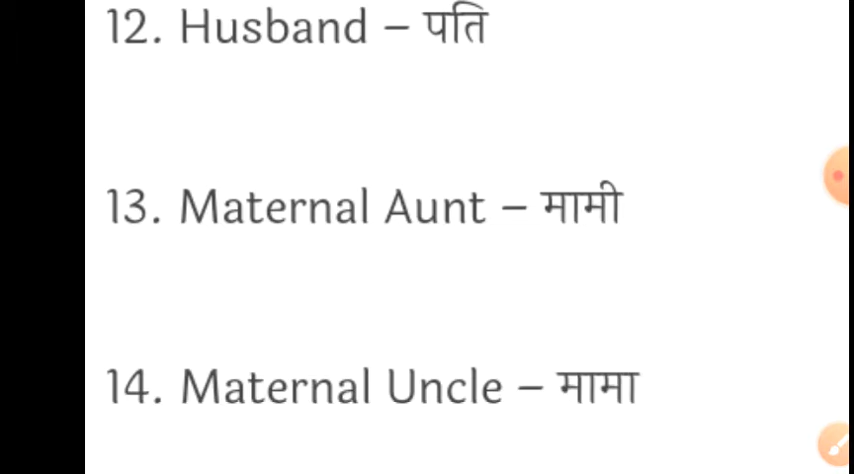 12. Husband – पति
13. Maternal Aunt – मामी
14. Maternal Uncle – मामा